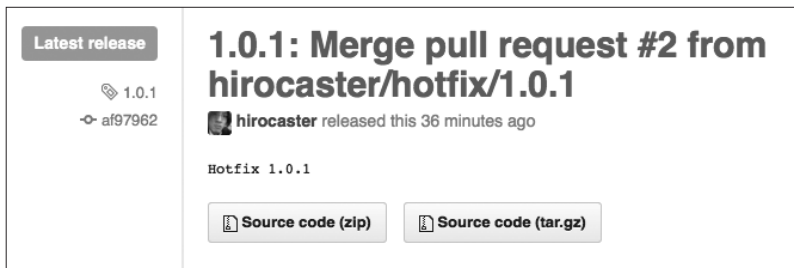 Latest release
1.0.1
af97962
1.0.1: Merge pull request #2 from
hirocaster/hotfix/1.0.1
hirocaster released this 36 minutes ago
Hotfix 1.0.1
Source code (zip)
Source code (tar.gz)